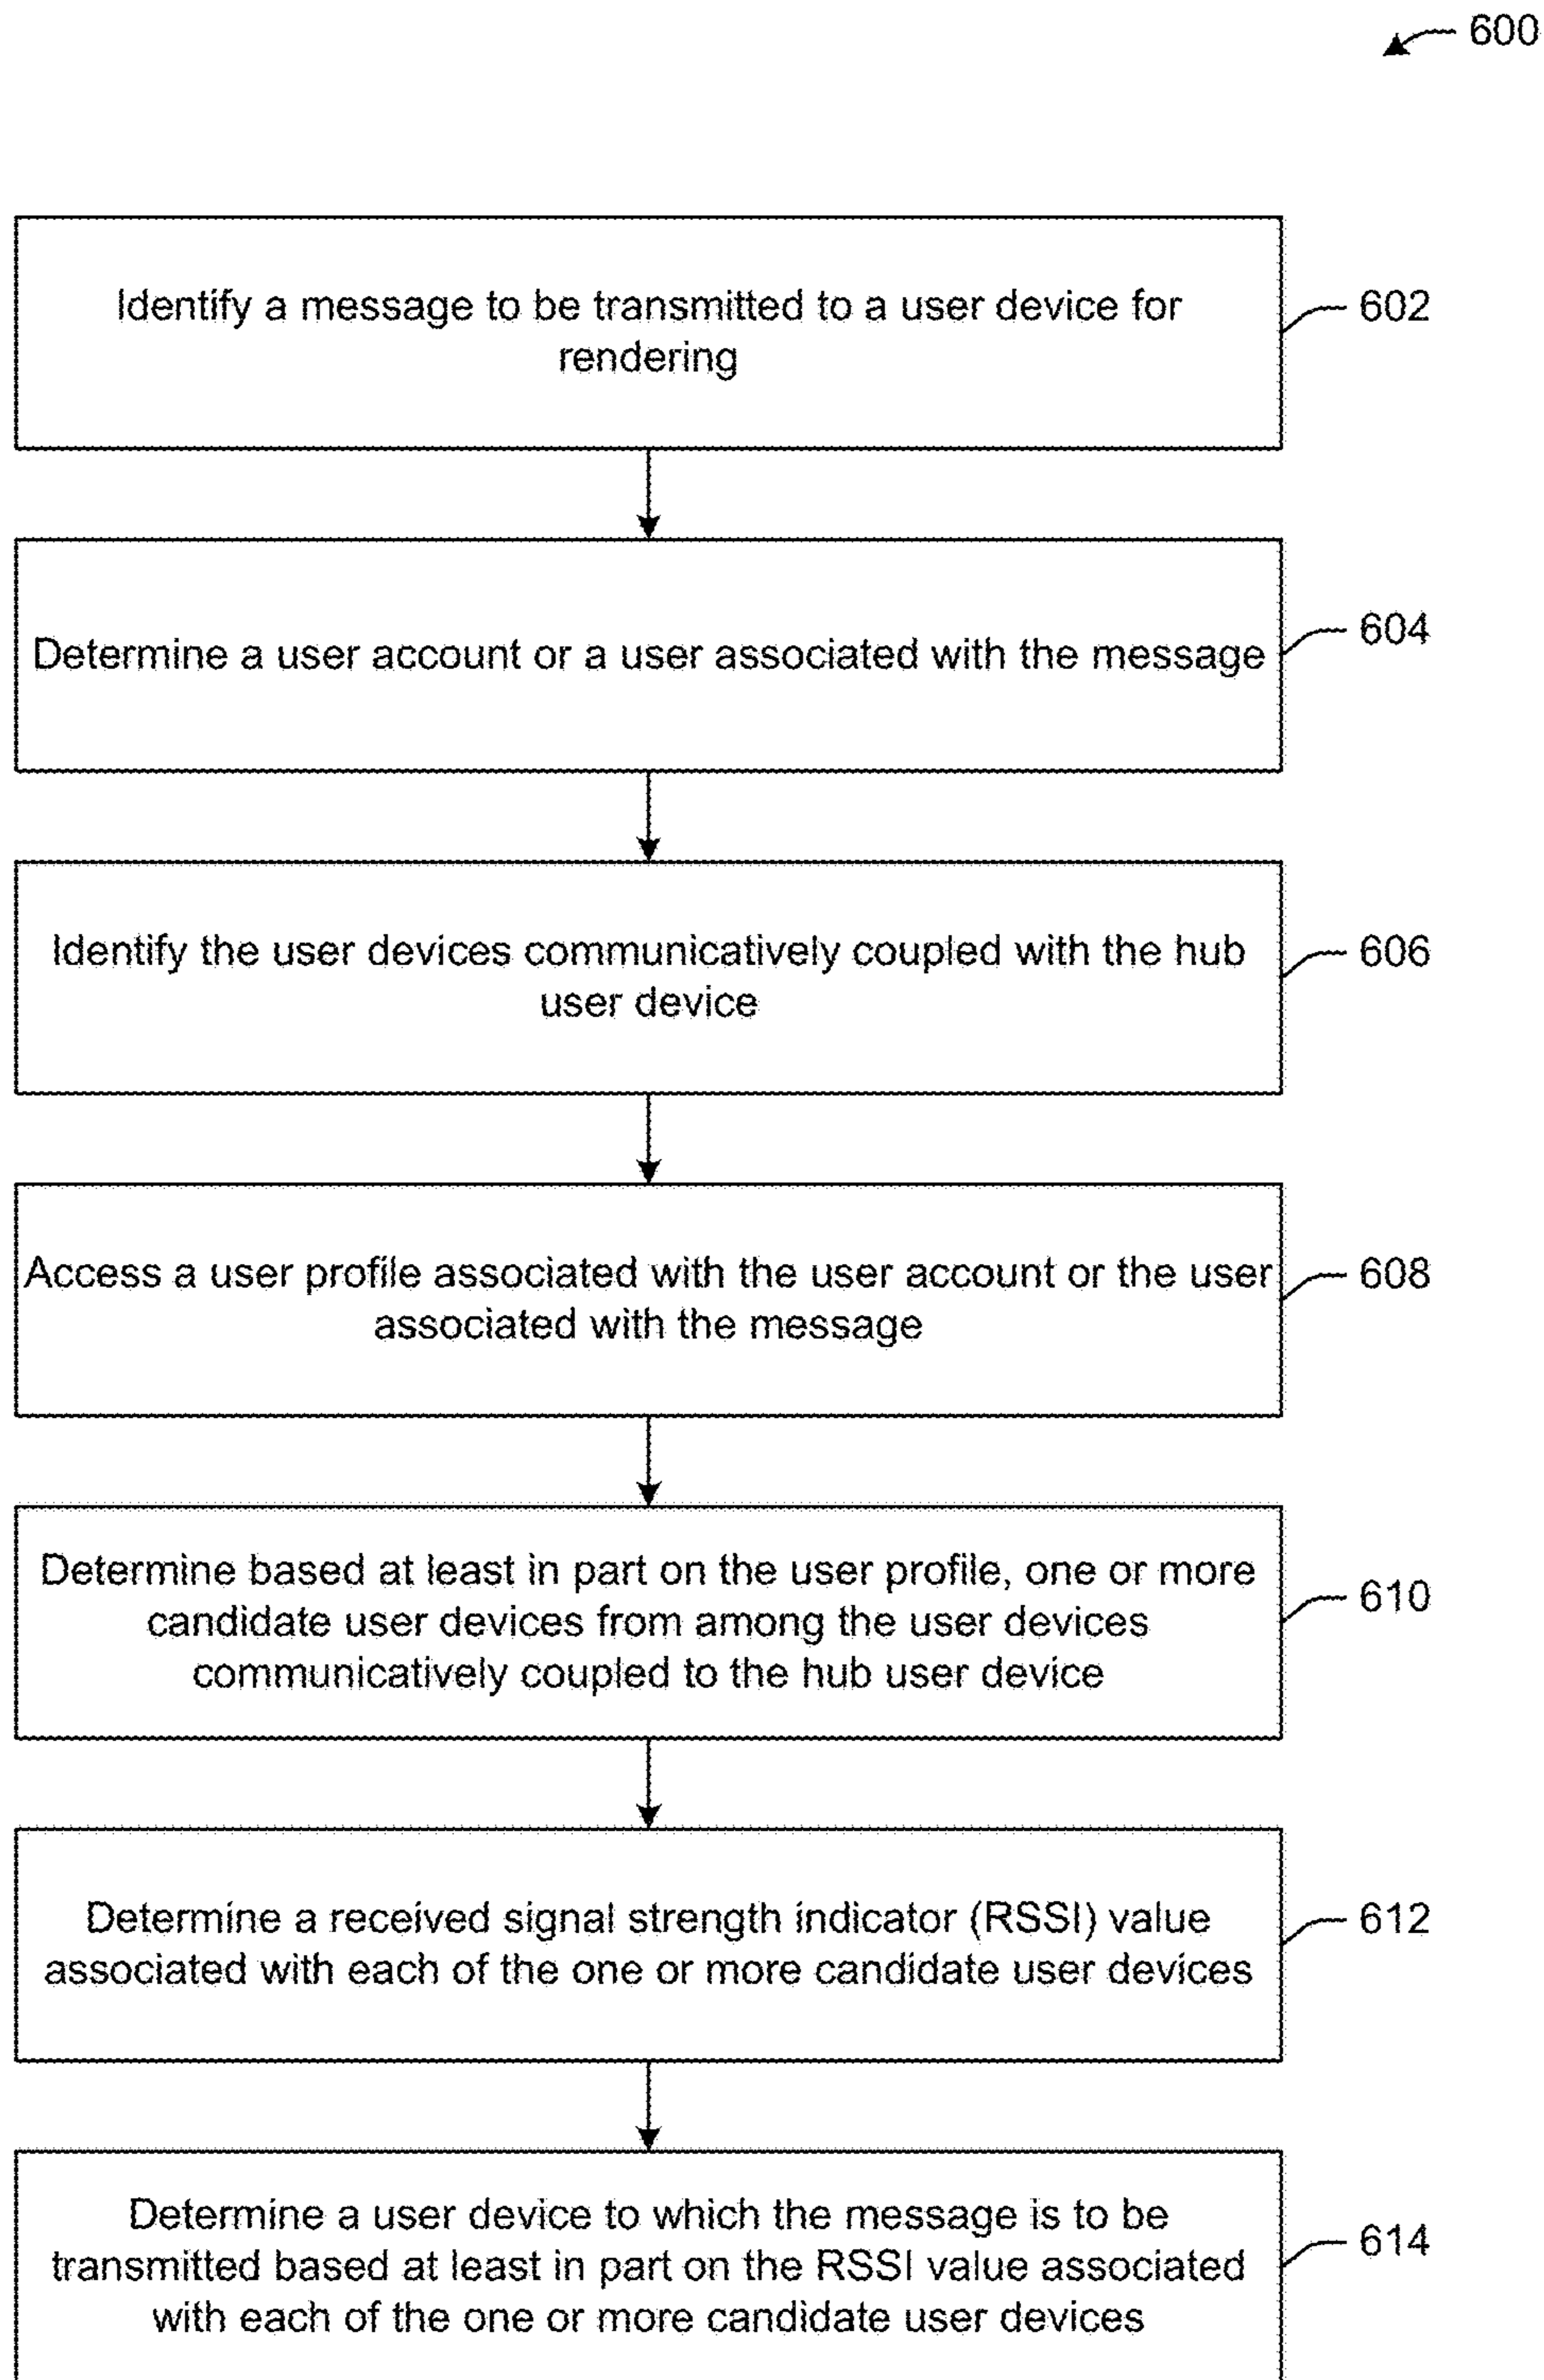 600
Identify a message to be transmitted to a user device for
rendering
602
Determine a user account or a user associated with the message
604
Identify the user devices communicatively coupled with the hub
user device
606
Access a user profile associated with the user account or the user
associated with the message
608
Determine based at least in part on the user profile, one or more
candidate user devices from among the user devices
communicatively coupled to the hub user device
610
Determine a received signal strength indicator (RSSI) value
associated with each of the one or more candidate user devices
612
Determine a user device to which the message is to be
transmitted based at least in part on the RSSI value associated
with each of the one or more candidate user devices
614